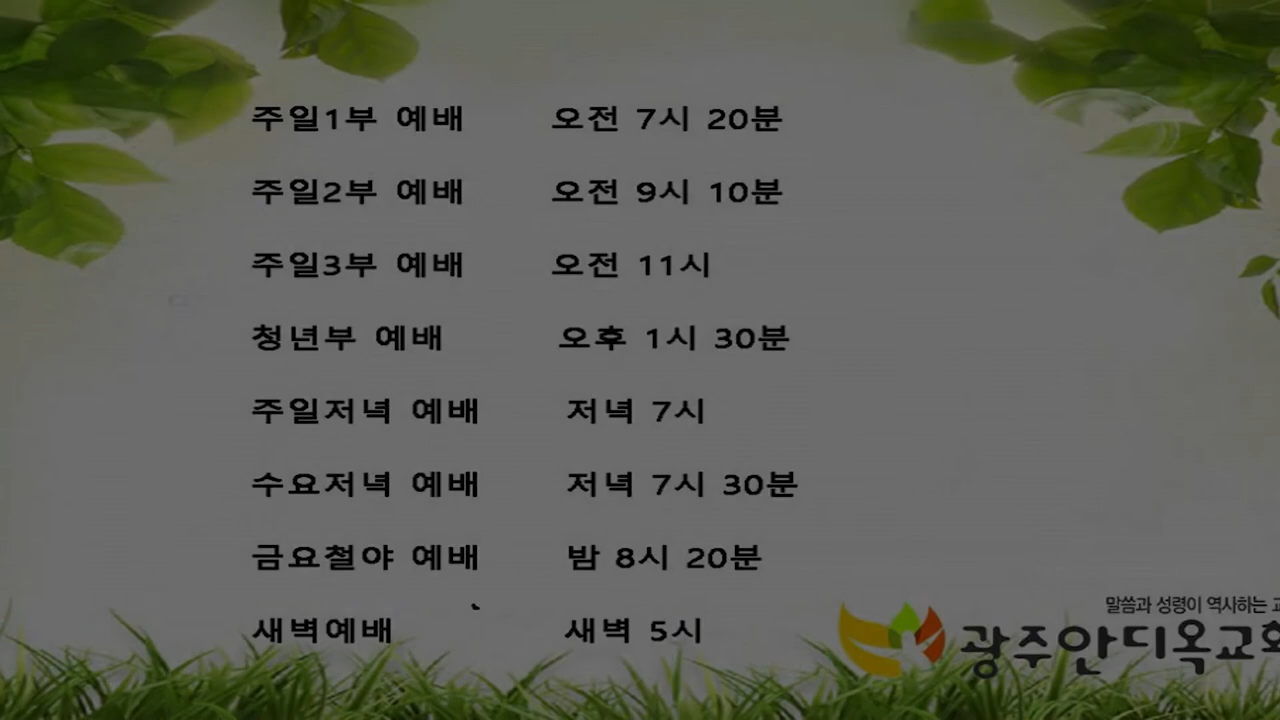 주일1부 예배 오전 7시 20분
주일2부 예배 오전 9시 10분
주일3부 예배 오전 11시
청년부 예배 오후 1시 30분
주일저녁 예배 저녁 7시
수요저녁 예배 저녁 7시 30분
금요철야 예배 밤 8시 20분
새벽예배 새벽 5시
말씀과 성령이 역사하는
광주안디옥교회